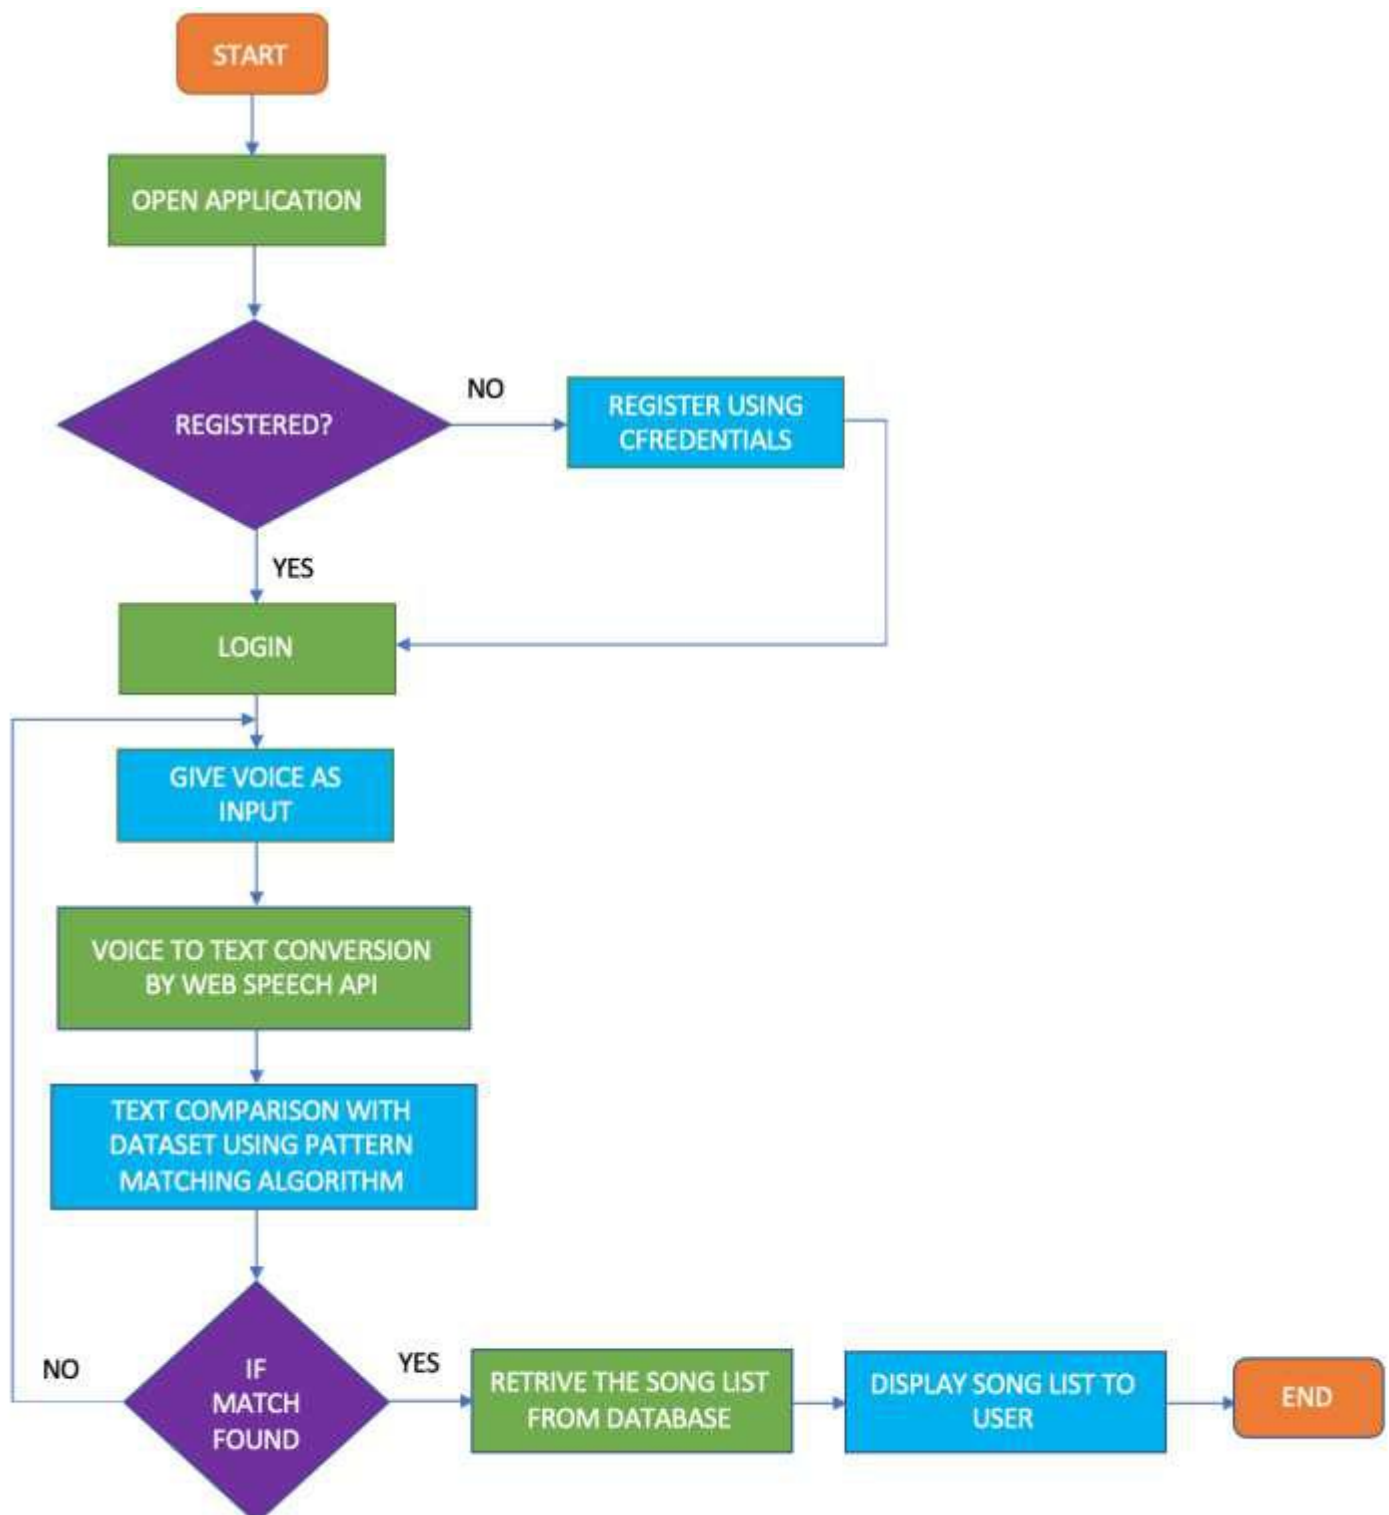 START
OPEN APPLICATION
REGISTERED?
NO
REGISTER USING
CFREDENTIALS
YES
LOGIN
GIVE VOICE AS
INPUT
VOICE TO TEXT CONVERSION
BY WEB SPEECH API
TEXT COMPARISON WITH
DATASET USING PATTERN
MATCHING ALGORITHM
NO
IF
MATCH
FOUND
YES
RETRIVE THE SONG LIST
FROM DATABASE
DISPLAY SONG LIST TO
USER
END